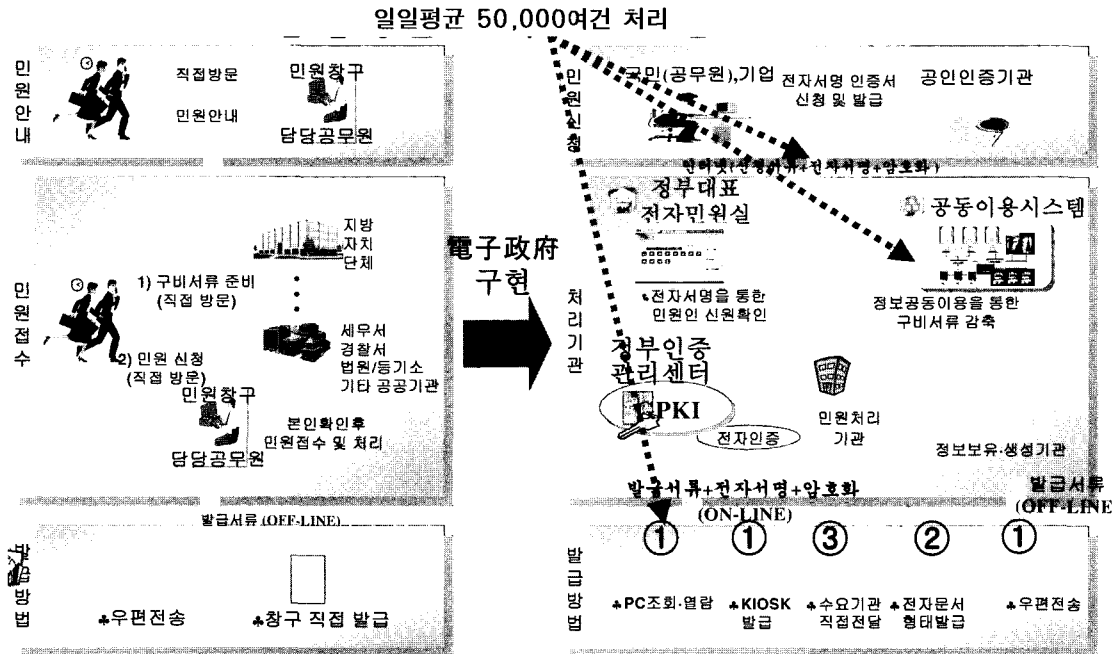 일일평균 50,000여건 처리
민원안내
직접방문
민원안내
민원창구
담당공무원
민원접수
1) 구비서류 준비
(직접 방문)
지방
자치
단체
세무서
경찰서
법원/등기소
기타 공공기관
2) 민원 신청
(직접 방문)
민원창구
담당공무원
본인확인후
민원접수 및 처리
발급서류 (OFF-LINE)
발급방법
♣우편전송
♣창구 직접 발급
電子政府
구현
민원신청
국민(공무원),기업
전자서명 인증서
신청 및 발급
공인인증기관
인터넷(신청서류+전자서명+암호화)
처리기관
정부대표
전자민원실
♣전자서명을 통한
민원인 신원확인
공동이용시스템
정보공동이용을 통한
구비서류 감축
정부인증
관리센터
GPKI
전자인증
민원처리
기관
정보보유·생성기관
발급서류+전자서명+암호화
(ON-LINE)
발급서류
(OFF-LINE
발급방법
① ① ③ ② ①
♣PC조회·열람
♣KIOSK
발급
♣수요기관
직접전달
♣전자문서
형태발급
♣우편전송